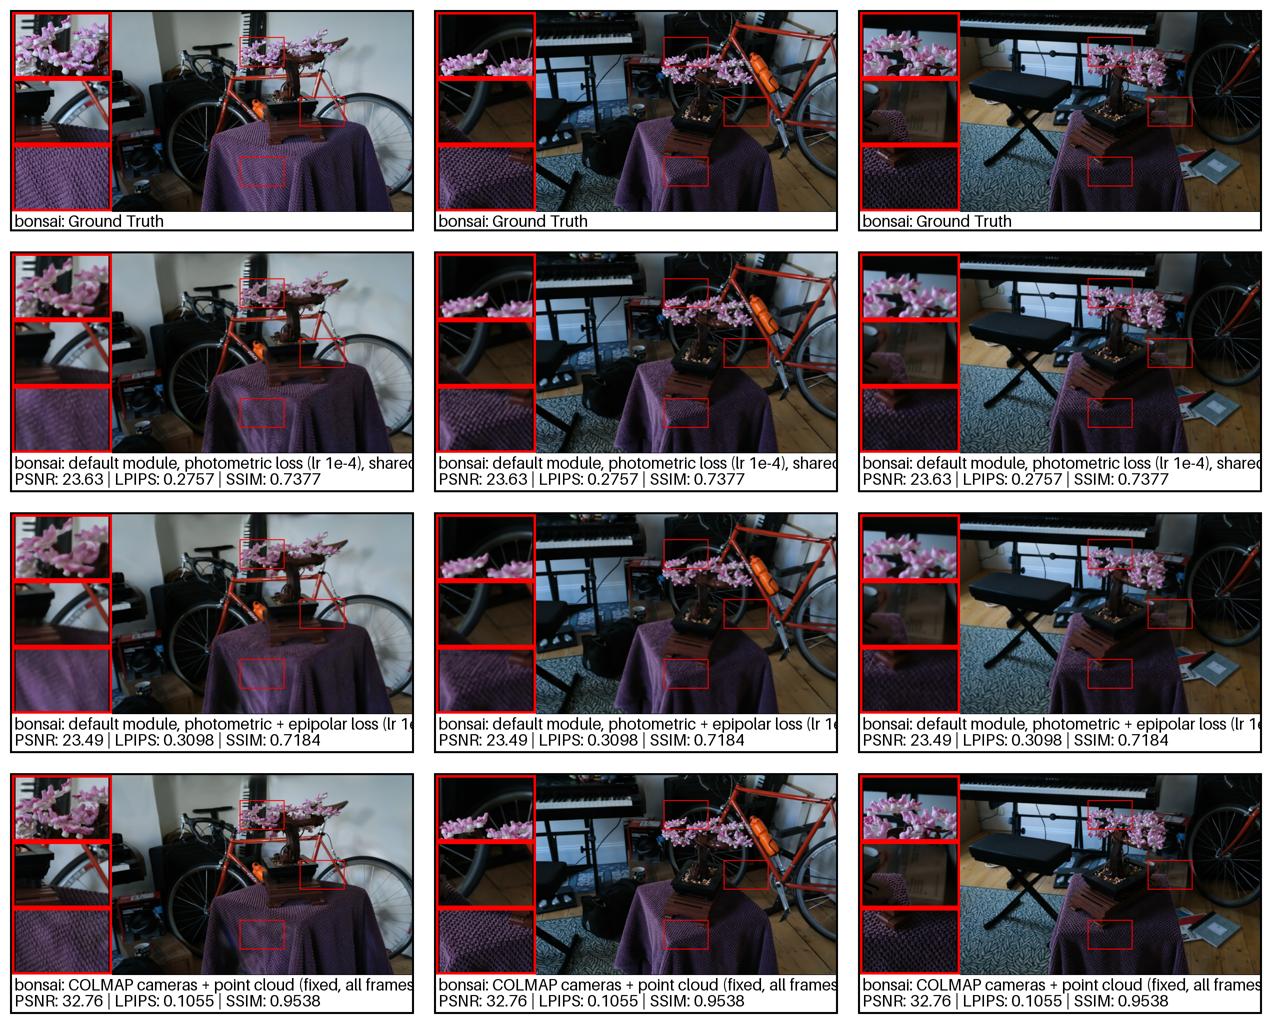 bonsai: Ground Truth
bonsai: Ground Truth
bonsai: Ground Truth
bonsai: default module, photometric loss (lr 1e-4), shared
PSNR: 23.63 | LPIPS: 0.2757 | SSIM: 0.7377
bonsai: default module, photometric loss (lr 1e-4), shared
PSNR: 23.63 | LPIPS: 0.2757 | SSIM: 0.7377
bonsai: default module, photometric loss (lr 1e-4), shared
PSNR: 23.63 | LPIPS: 0.2757 | SSIM: 0.7377
bonsai: default module, photometric + epipolar loss (lr 1e
PSNR: 23.49 | LPIPS: 0.3098 | SSIM: 0.7184
bonsai: default module, photometric + epipolar loss (lr 1e
PSNR: 23.49 | LPIPS: 0.3098 | SSIM: 0.7184
bonsai: default module, photometric + epipolar loss (lr 1e
PSNR: 23.49 | LPIPS: 0.3098 | SSIM: 0.7184
bonsai: COLMAP cameras + point cloud (fixed, all frames
PSNR: 32.76 | LPIPS: 0.1055 | SSIM: 0.9538
bonsai: COLMAP cameras + point cloud (fixed, all frames
PSNR: 32.76 | LPIPS: 0.1055 | SSIM: 0.9538
bonsai: COLMAP cameras + point cloud (fixed, all frames
PSNR: 32.76 | LPIPS: 0.1055 | SSIM: 0.9538